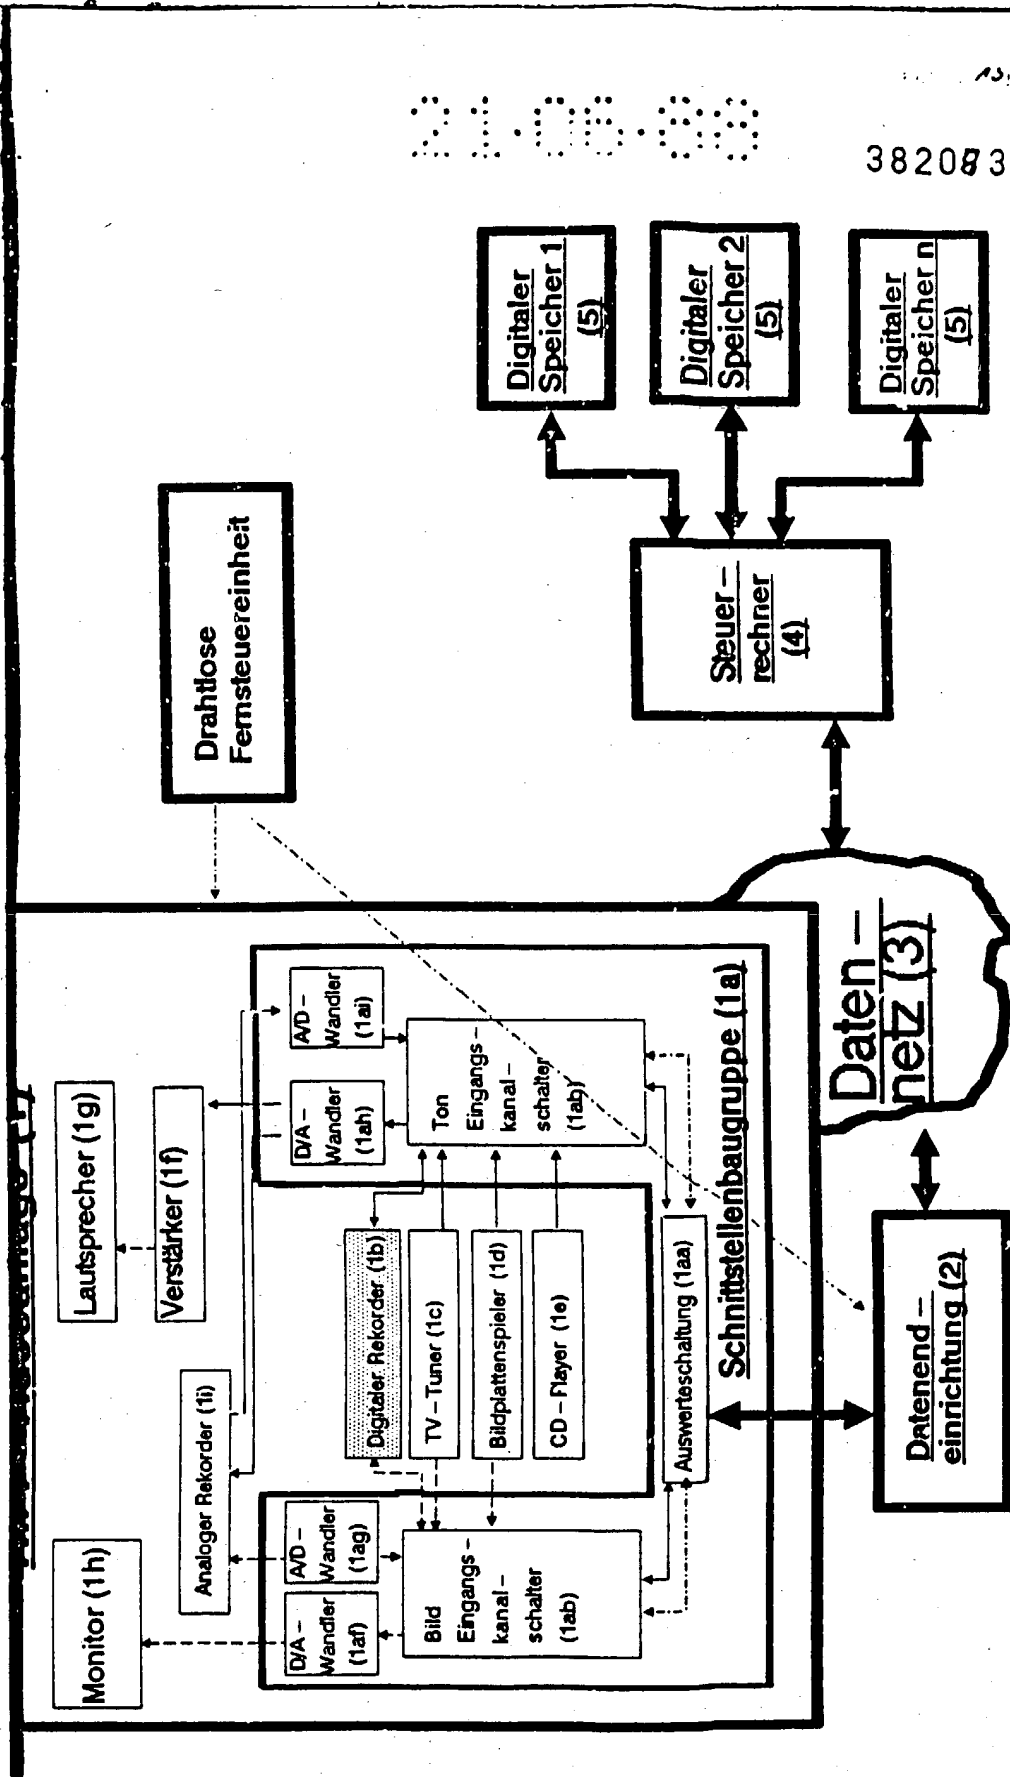 21·06·88
38208 3
Digitaler
Speicher 1
(5)
Digitaler
Speicher 2
(5)
Digitaler
Speicher n
(5)
Drahtlose
Fernsteuereinheit
Steuer–
rechner
(4)
Daten–
netz (3)
Datenend–
einrichtung (2)
Lautsprecher (1g)
Verstärker (1f)
Monitor (1h)
Analoger Rekorder (1i)
A/D–
Wandler
(1ai)
D/A–
Wandler
(1ah)
Ton
Eingangs–
kanal–
schalter
(1ab)
Digitaler Rekorder (1b)
TV–Tuner (1c)
Bildplattenspieler (1d)
CD–Player (1e)
A/D–
Wandler
(1ag)
D/A–
Wandler
(1af)
Bild
Eingangs–
kanal–
schalter
(1ab)
Auswerteschaltung (1aa)
Schnittstellenbaugruppe (1a)